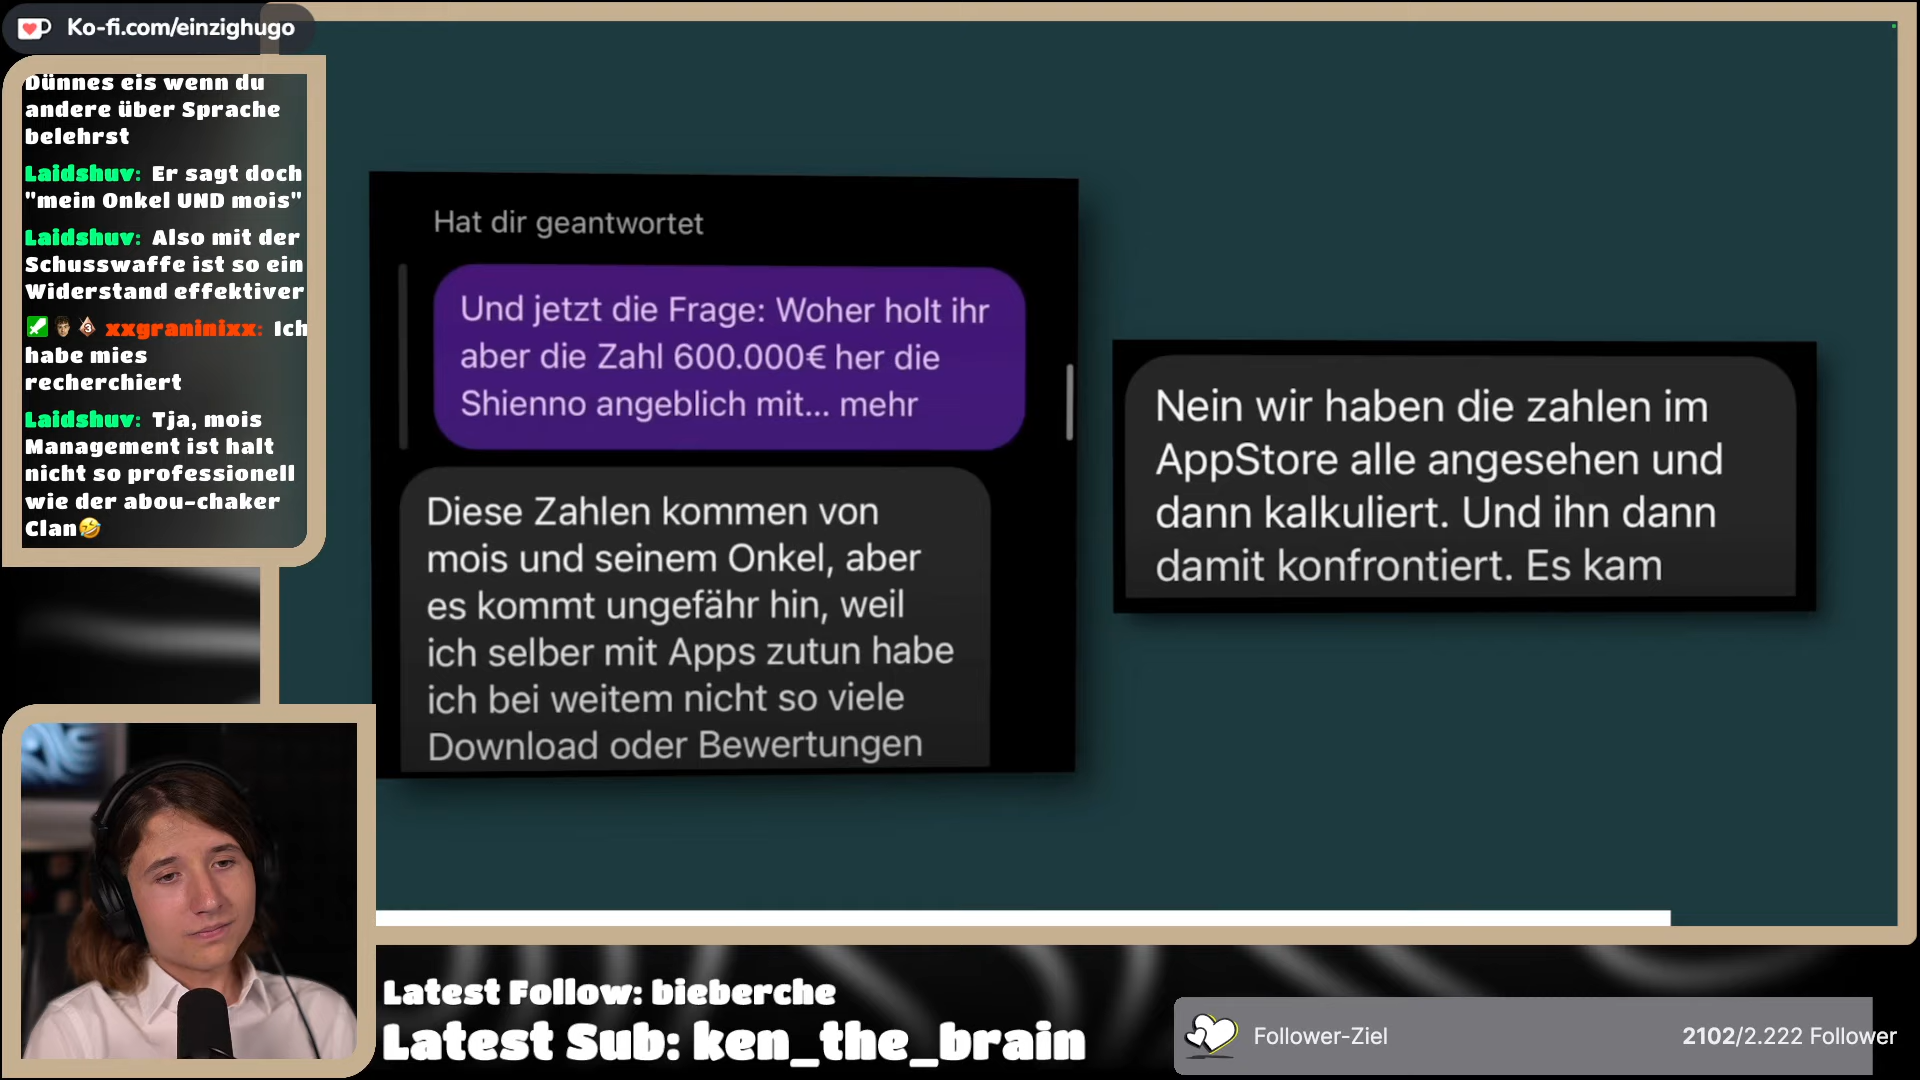 Ko-fi.com/einzighugo
Dünnes eis wenn du
andere über Sprache
belehrst
Laidshuv: Er sagt doch
"mein Onkel UND mois"
Laidshuv: Also mit der
Schusswaffe ist so ein
Widerstand effektiver
xxgraninixx: Ich
habe mies
recherchiert
Laidshuv: Tja, mois
Management ist halt
nicht so professionell
wie der abou-chaker
Clan🤣
Hat dir geantwortet
Und jetzt die Frage: Woher holt ihr
aber die Zahl 600.000€ her die
Shienno angeblich mit... mehr
Diese Zahlen kommen von
mois und seinem Onkel, aber
es kommt ungefähr hin, weil
ich selber mit Apps zutun habe
ich bei weitem nicht so viele
Download oder Bewertungen
Nein wir haben die zahlen im
AppStore alle angesehen und
dann kalkuliert. Und ihn dann
damit konfrontiert. Es kam
Latest Follow: bieberche
Latest Sub: ken_the_brain
Follower-Ziel
2102/2.222 Follower